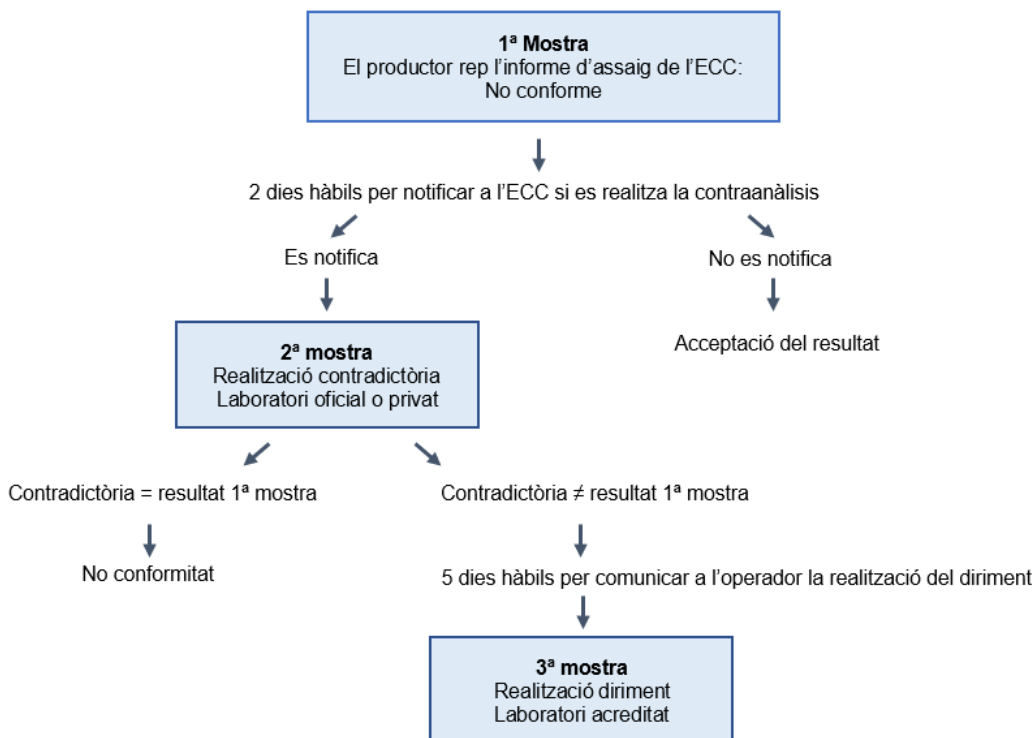 1ª Mostra
El productor rep l’informe d’assaig de l’ECC:
No conforme
2 dies hàbils per notificar a l’ECC si es realitza la contraanàlisis
Es notifica
No es notifica
Acceptació del resultat
2ª mostra
Realització contradictòria
Laboratori oficial o privat
Contradictòria = resultat 1ª mostra
Contradictòria ≠ resultat 1ª mostra
No conformitat
5 dies hàbils per comunicar a l’operador la realització del diriment
3ª mostra
Realització diriment
Laboratori acreditat